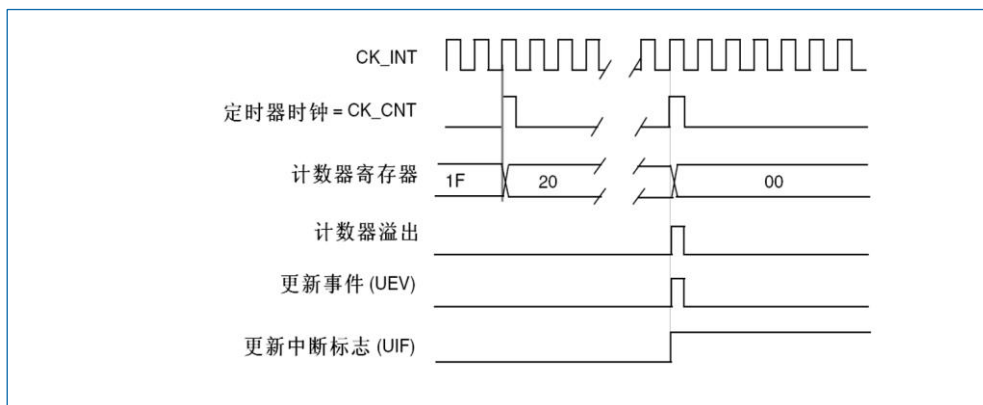 CK_INT
定时器时钟 = CK_CNT
计数器寄存器 1F 20 00
计数器溢出
更新事件 (UEV)
更新中断标志 (UIF)